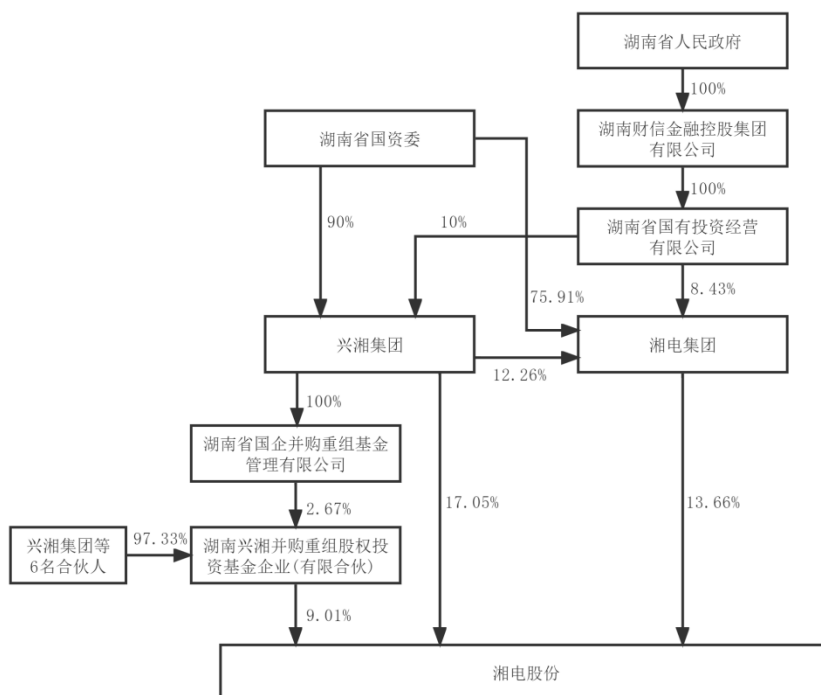 湖南省人民政府
100%
湖南省国资委
湖南财信金融控股集团
有限公司
100%
90%
10%
湖南省国有投资经营
有限公司
75.91%
8.43%
兴湘集团
湘电集团
12.26%
100%
湖南省国企并购重组基金
管理有限公司
2.67%
17.05%
13.66%
兴湘集团等
6名合伙人
97.33%
湖南兴湘并购重组股权投
资基金企业(有限合伙)
9.01%
湘电股份